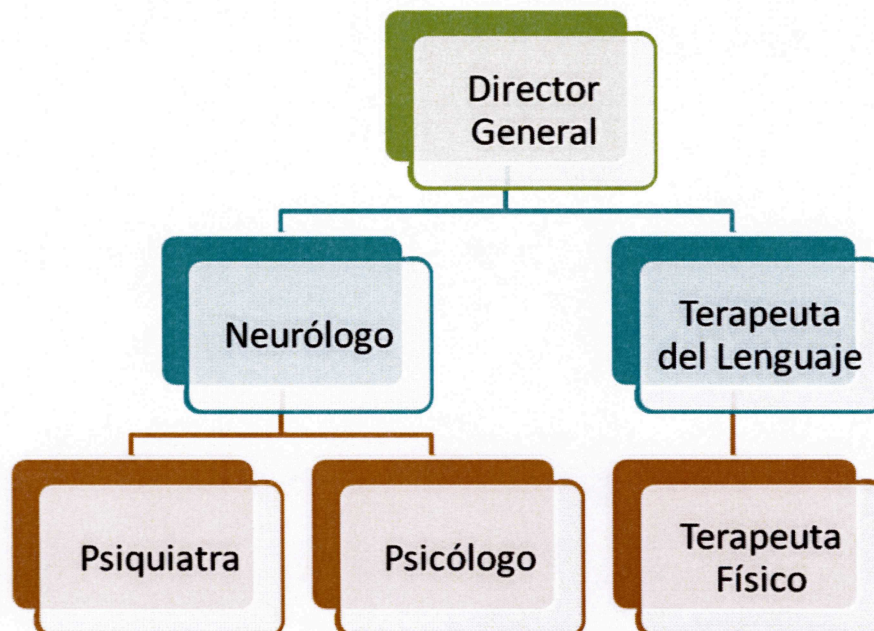 Director
General
Neurólogo
Terapeuta
del Lenguaje
Psiquiatra
Psicólogo
Terapeuta
Físico